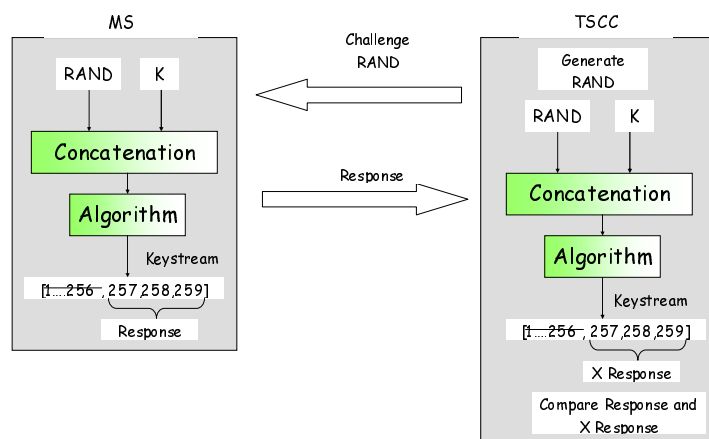 MS
RAND
K
Concatenation
Algorithm
Keystream
[1....256 , 257,258,259]
Response
Challenge
RAND
Response
TSCC
Generate
RAND
RAND
K
Concatenation
Algorithm
Keystream
[1....256 , 257,258,259]
X Response
Compare Response and
X Response